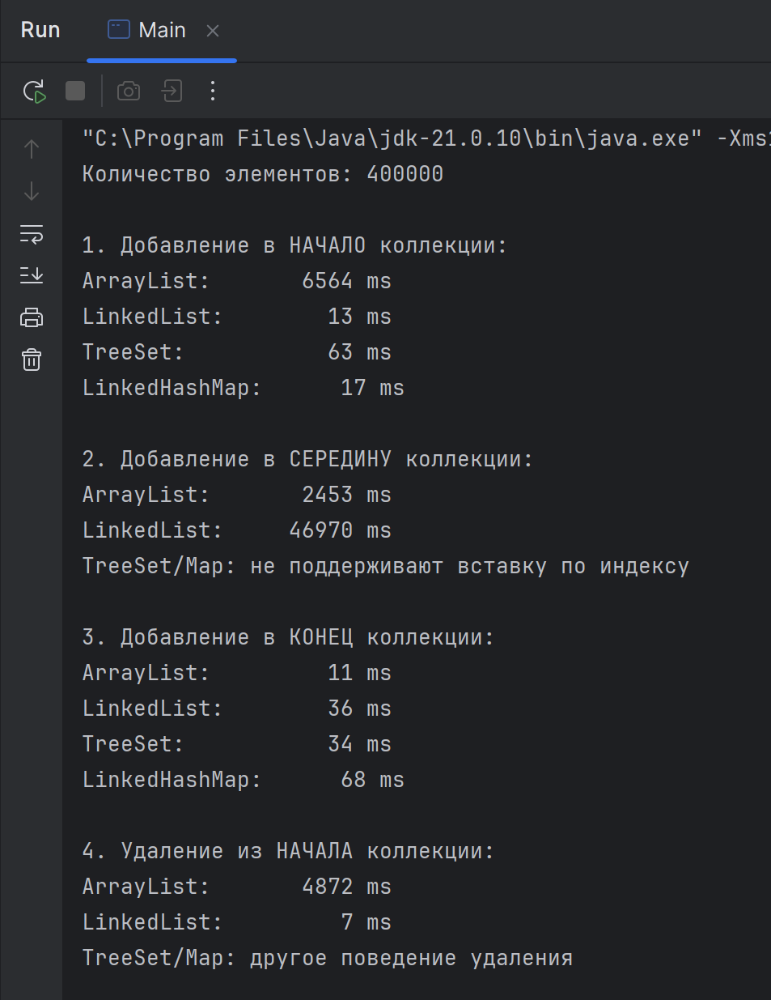 Run Main
"C:\Program Files\Java\jdk-21.0.10\bin\java.exe" -Xms
Количество элементов: 400000
1. Добавление в НАЧАЛО коллекции:
ArrayList: 6564 ms
LinkedList: 13 ms
TreeSet: 63 ms
LinkedHashMap: 17 ms
2. Добавление в СЕРЕДИНУ коллекции:
ArrayList: 2453 ms
LinkedList: 46970 ms
TreeSet/Map: не поддерживают вставку по индексу
3. Добавление в КОНЕЦ коллекции:
ArrayList: 11 ms
LinkedList: 36 ms
TreeSet: 34 ms
LinkedHashMap: 68 ms
4. Удаление из НАЧАЛА коллекции:
ArrayList: 4872 ms
LinkedList: 7 ms
TreeSet/Map: другое поведение удаления